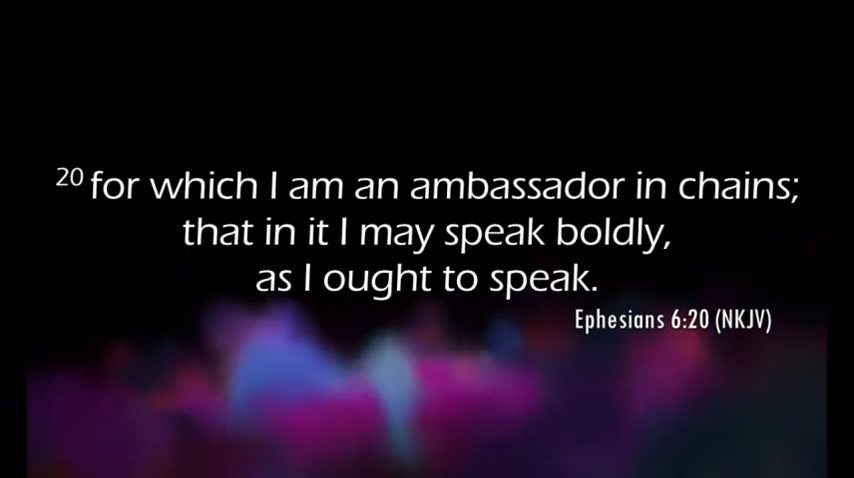 20 for which I am an ambassador in chains;
that in it I may speak boldly,
as I ought to speak.
Ephesians 6:20 (NKJV)